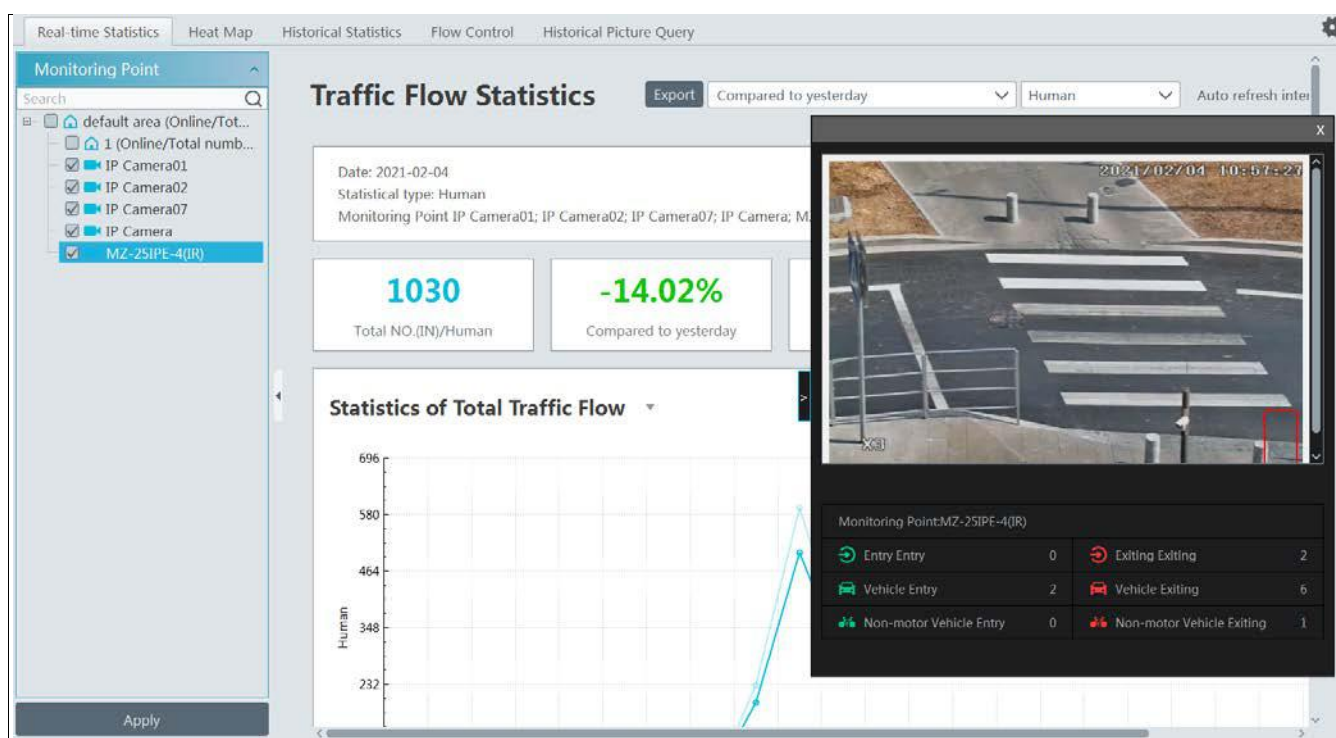 Real-time Statistics Heat Map Historical Statistics Flow Control Historical Picture Query
Monitoring Point
Search
default area (Online/Tot...
1 (Online/Total numb...
IP Camera01
IP Camera02
IP Camera07
IP Camera
MZ-25IPE-4(IR)
Apply
Traffic Flow Statistics Export Compared to yesterday Human Auto refresh inter
Date: 2021-02-04
Statistical type: Human
Monitoring Point IP Camera01; IP Camera02; IP Camera07; IP Camera; M
1030
Total NO.(IN)/Human
-14.02%
Compared to yesterday
Statistics of Total Traffic Flow
696
580
464
348
232
Human
X
2021/02/04 10:57:27
X3
>
Monitoring Point:MZ-25IPE-4(IR)
Entry Entry 0 Exiting Exiting 2
Vehicle Entry 2 Vehicle Exiting 6
Non-motor Vehicle Entry 0 Non-motor Vehicle Exiting 1